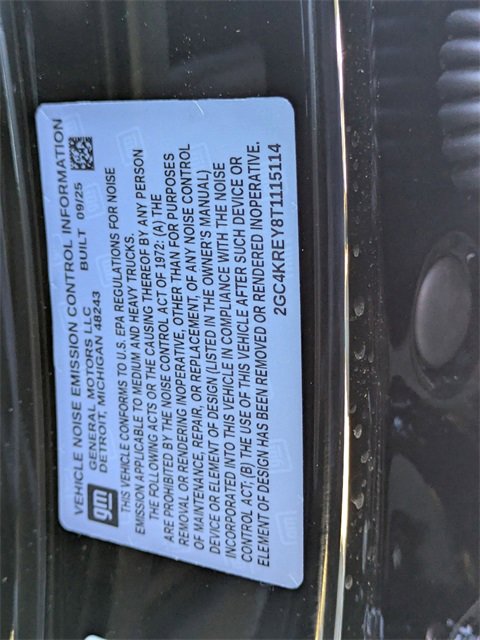 VEHICLE NOISE EMISSION CONTROL INFORMATION
gm
GENERAL MOTORS LLC
DETROIT, MICHIGAN 48243
BUILT 09/25
THIS VEHICLE CONFORMS TO U.S. EPA REGULATIONS FOR NOISE
EMISSION APPLICABLE TO MEDIUM AND HEAVY TRUCKS.
THE FOLLOWING ACTS OR THE CAUSING THEREOF BY ANY PERSON
ARE PROHIBITED BY THE NOISE CONTROL ACT OF 1972: (A) THE
REMOVAL OR RENDERING INOPERATIVE, OTHER THAN FOR PURPOSES
OF MAINTENANCE, REPAIR, OR REPLACEMENT, OF ANY NOISE CONTROL
DEVICE OR ELEMENT OF DESIGN (LISTED IN THE OWNER'S MANUAL)
INCORPORATED INTO THIS VEHICLE IN COMPLIANCE WITH THE NOISE
CONTROL ACT; (B) THE USE OF THIS VEHICLE AFTER SUCH DEVICE OR
ELEMENT OF DESIGN HAS BEEN REMOVED OR RENDERED INOPERATIVE.
2GC4KREY8T1115114